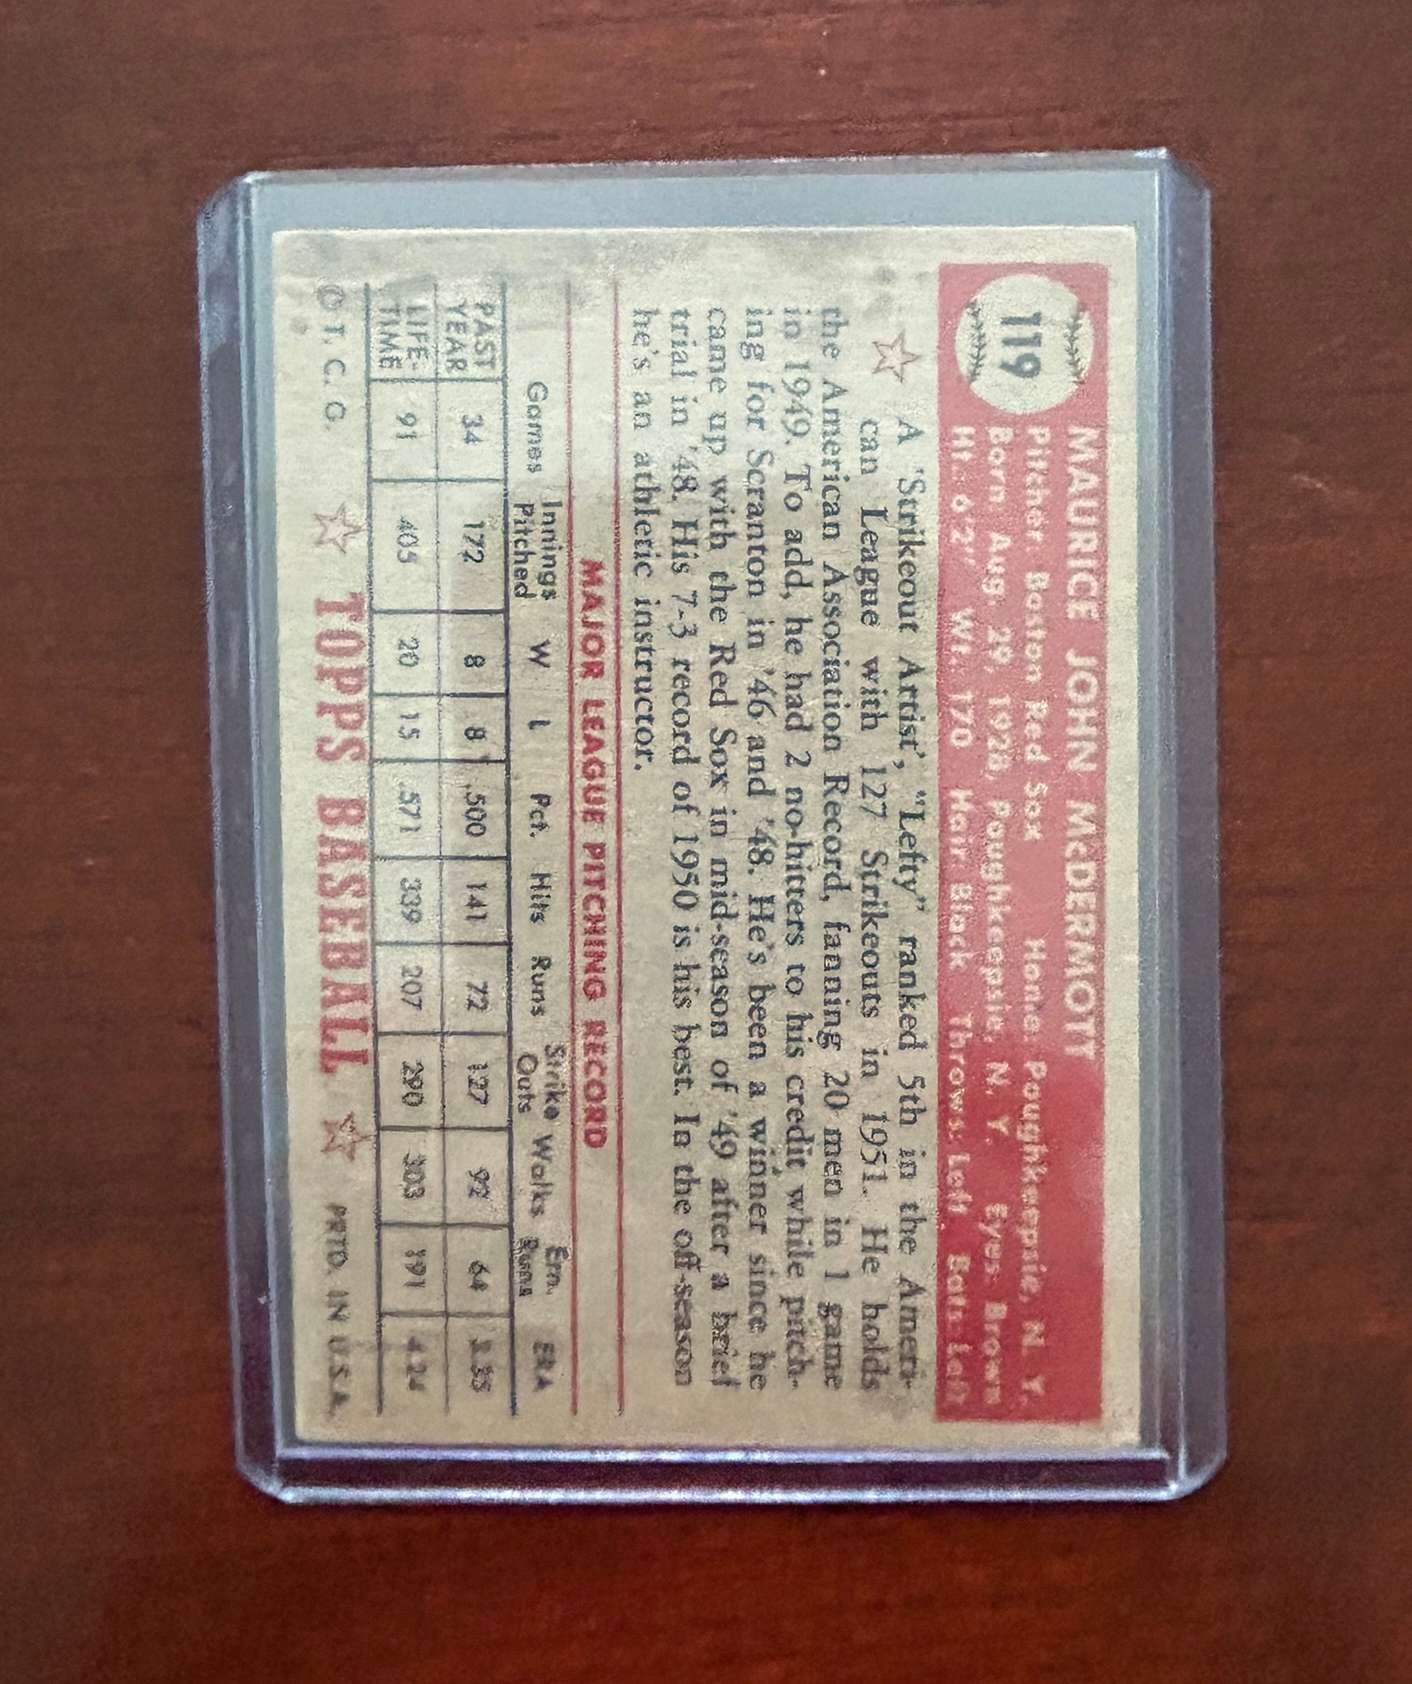 119
MAURICE JOHN McDERMOTT
Pitcher: Boston Red Sox Home: Poughkeepsie, N. Y.
Born: Aug. 29, 1928, Poughkeepsie, N. Y. Eyes: Brown
Ht.: 6'2" Wt.: 170 Hair: Black Throws: Left Bats: Left
A 'Strikeout Artist', "Lefty" ranked 5th in the Ameri-
can League with 127 Strikeouts in 1951. He holds
the American Association Record, fanning 20 men in 1 game
in 1949. To add, he had 2 no-hitters to his credit while pitch-
ing for Scranton in '46 and '48. He's been a winner since he
came up with the Red Sox in mid-season of '49 after a brief
trial in '48. His 7-3 record of 1950 is his best. In the off-season
he's an athletic instructor.
MAJOR LEAGUE PITCHING RECORD
Games Innings Pitched W L Pct. Hits Runs Strike Outs Walks Ern. Runs ERA
PAST YEAR 34 172 8 8 .500 141 72 127 92 64 3.35
LIFE-TIME 91 405 20 15 .571 339 207 290 303 191 4.24
© T. C. G. TOPPS BASEBALL PRTD. IN U.S.A.